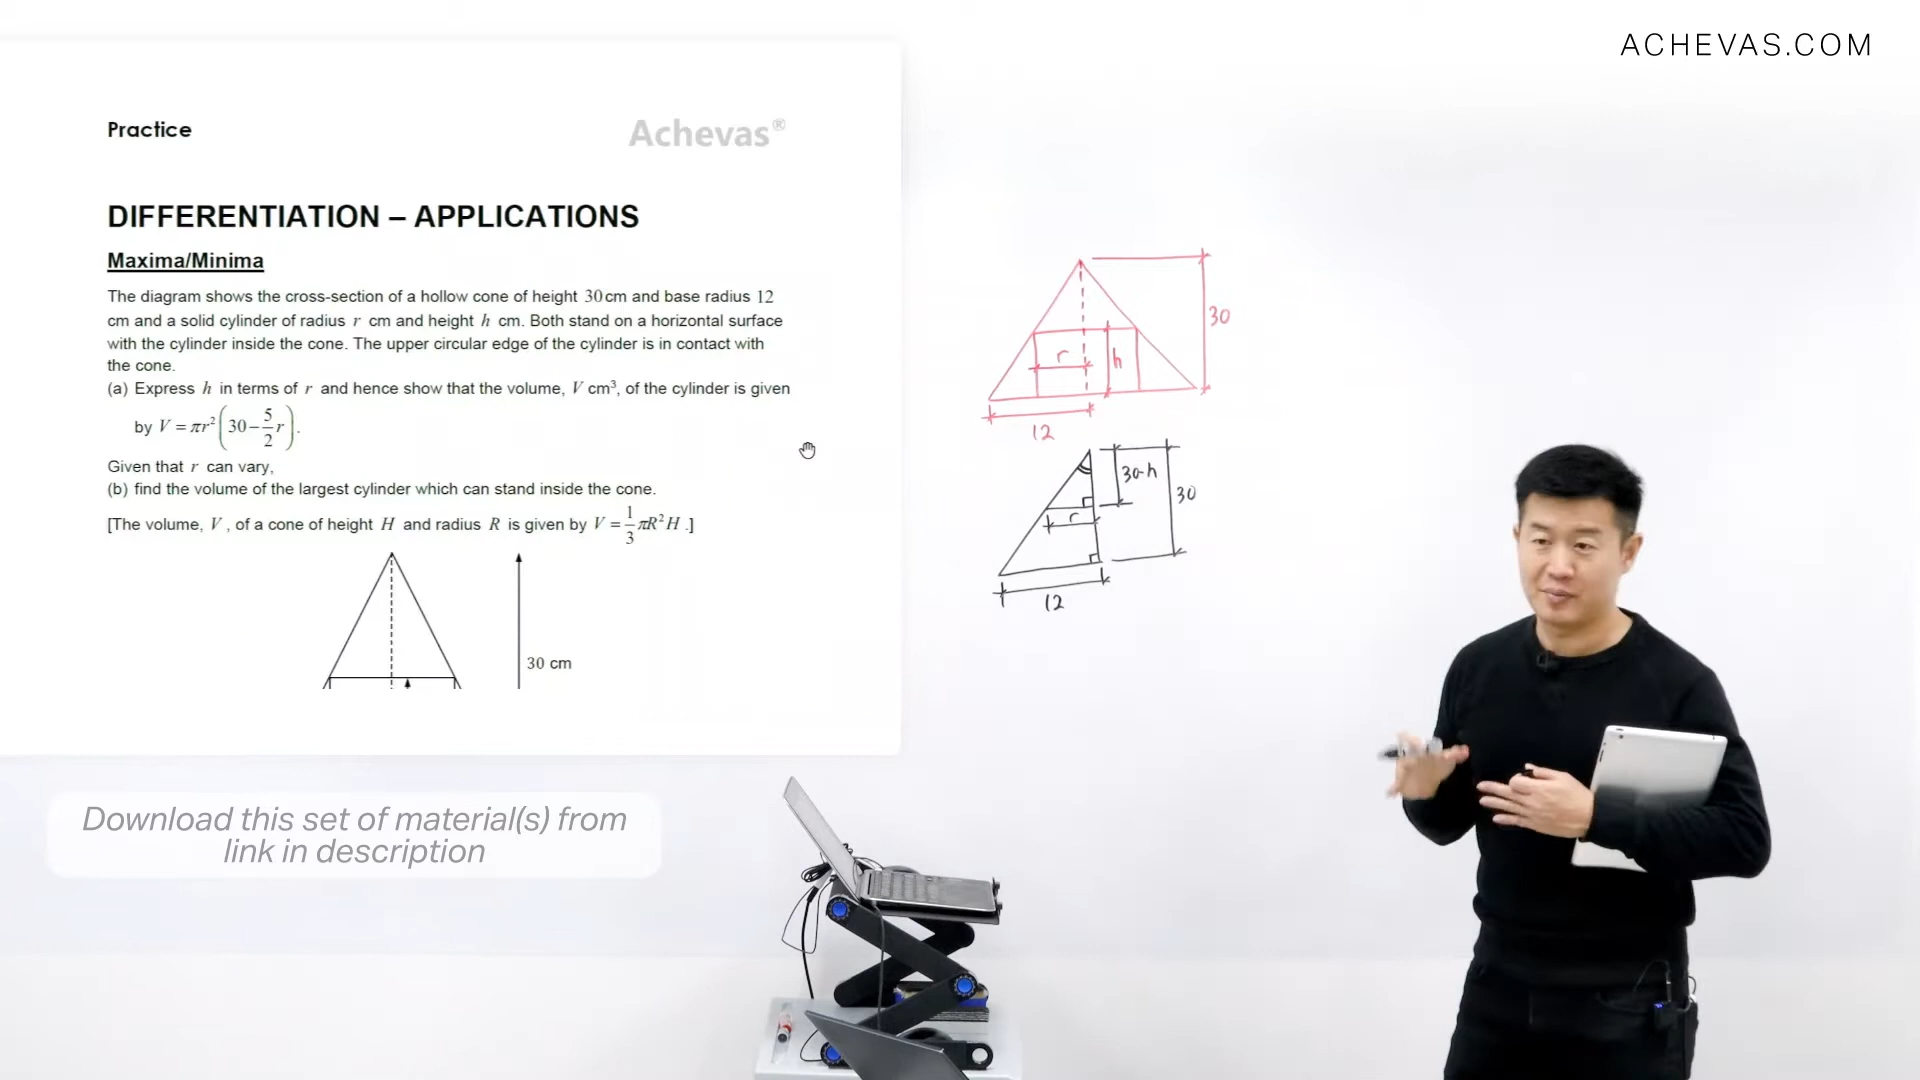 ACHEVAS.COM
Practice
Achevas®
DIFFERENTIATION – APPLICATIONS
Maxima/Minima
The diagram shows the cross-section of a hollow cone of height 30 cm and base radius 12
cm and a solid cylinder of radius r cm and height h cm. Both stand on a horizontal surface
with the cylinder inside the cone. The upper circular edge of the cylinder is in contact with
the cone.
(a) Express h in terms of r and hence show that the volume, V cm³, of the cylinder is given
by V = πr²(30 − 5/2 r).
Given that r can vary,
(b) find the volume of the largest cylinder which can stand inside the cone.
[The volume, V, of a cone of height H and radius R is given by V = 1/3 πR²H.]
30 cm
30
r
h
12
30-h
30
r
12
Download this set of material(s) from
link in description